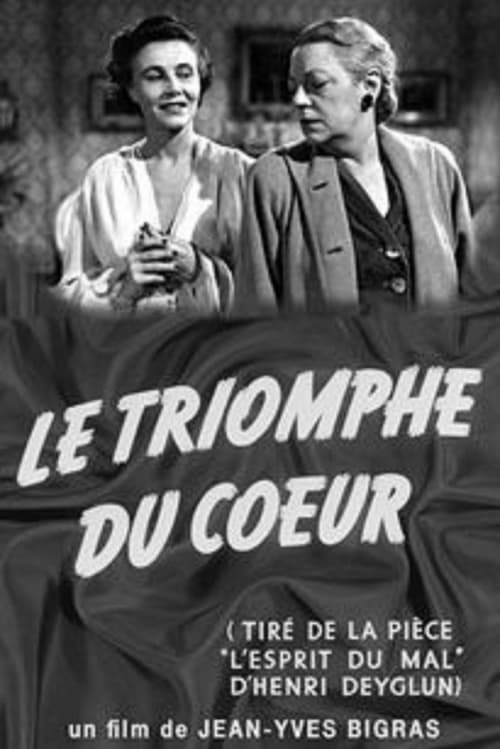 LE TRIOMPHE
DU COEUR
(TIRÉ DE LA PIÈCE
"L'ESPRIT DU MAL"
D'HENRI DEYGLUN)
un film de JEAN-YVES BIGRAS